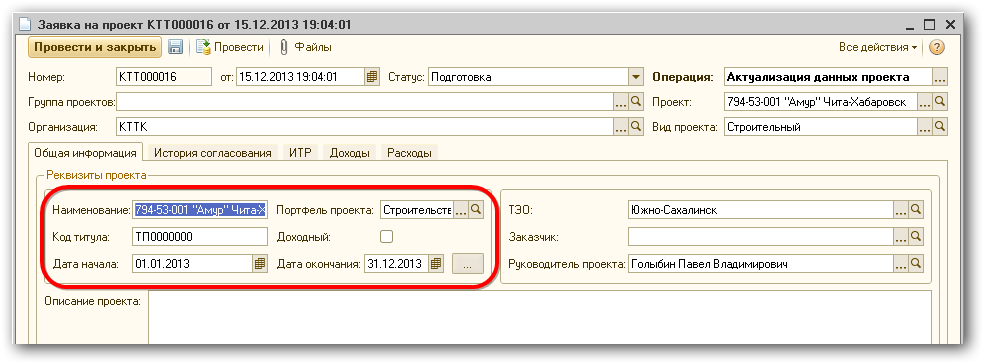 Заявка на проект КТТ000016 от 15.12.2013 19:04:01
Провести и закрыть Провести Файлы Все действия ?
Номер: КТТ000016 от: 15.12.2013 19:04:01 Статус: Подготовка Операция: Актуализация данных проекта ...
Группа проектов: ... Проект: 794-53-001 "Амур" Чита-Хабаровск ...
Организация: КТТК ... Вид проекта: Строительный ...
Общая информация История согласования ИТР Доходы Расходы
Реквизиты проекта
Наименование: 794-53-001 "Амур" Чита-Х Портфель проекта: Строительств ... ТЭО: Южно-Сахалинск ...
Код титула: ТП0000000 Доходный: Заказчик: ...
Дата начала: 01.01.2013 Дата окончания: 31.12.2013 ... Руководитель проекта: Голыбин Павел Владимирович ...
Описание проекта: